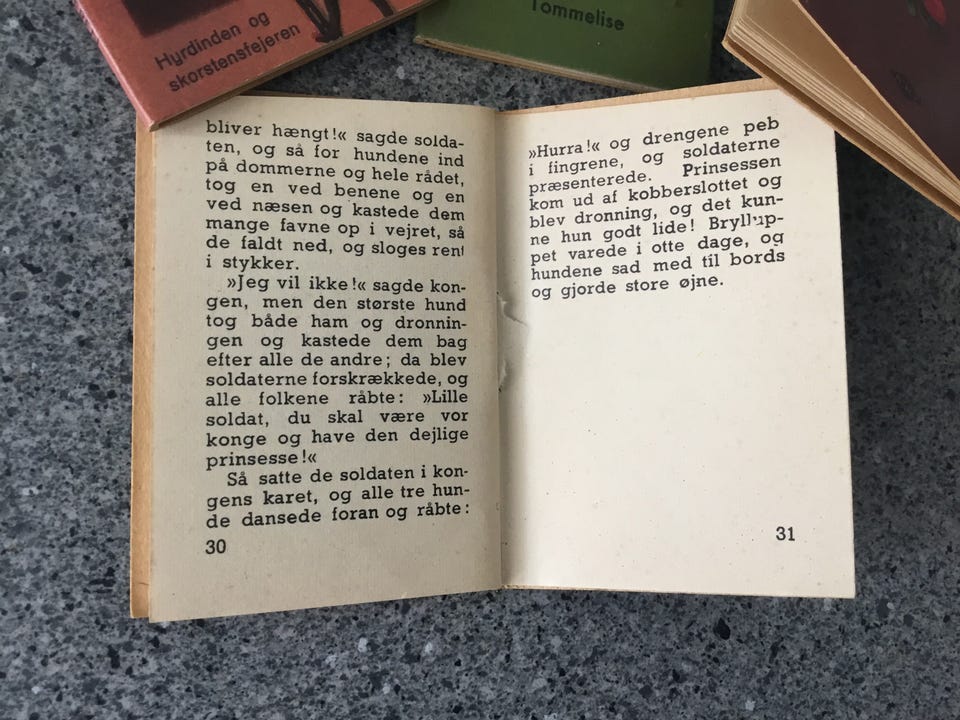 Hyrdinden og
skorstensfejeren
Tommelise
bliver hængt!« sagde solda-
ten, og så for hundene ind
på dommerne og hele rådet,
tog en ved benene og en
ved næsen og kastede dem
mange favne op i vejret, så
de faldt ned, og sloges rent
i stykker.
»Jeg vil ikke!« sagde kon-
gen, men den største hund
tog både ham og dronnin-
gen og kastede dem bag
efter alle de andre; da blev
soldaterne forskrækkede, og
alle folkene råbte: »Lille
soldat, du skal være vor
konge og have den dejlige
prinsesse!«
Så satte de soldaten i kon-
gens karet, og alle tre hun-
de dansede foran og råbte:
30
»Hurra!« og drengene peb
i fingrene, og soldaterne
præsenterede. Prinsessen
kom ud af kobberslottet og
blev dronning, og det kun-
ne hun godt lide! Bryllup-
pet varede i otte dage, og
hundene sad med til bords
og gjorde store øjne.
31